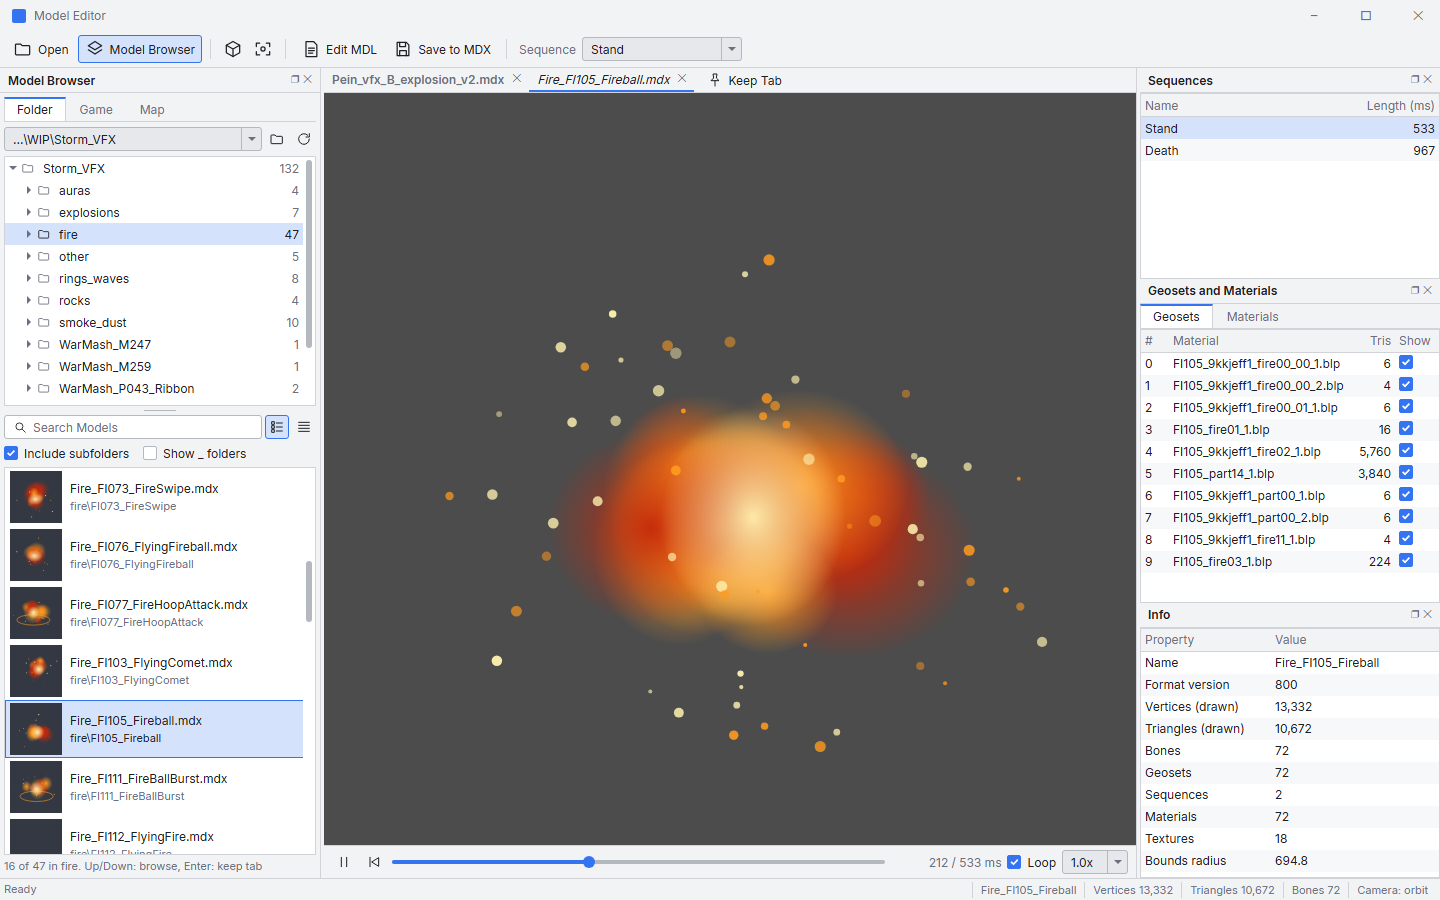 Model Editor
Open
Model Browser
Edit MDL
Save to MDX
Sequence
Stand
Model Browser
Folder
Game
Map
...\WIP\Storm_VFX
Storm_VFX 132
auras 4
explosions 7
fire 47
other 5
rings_waves 8
rocks 4
smoke_dust 10
WarMash_M247 1
WarMash_M259 1
WarMash_P043_Ribbon 2
Search Models
Include subfolders
Show _ folders
Fire_FI073_FireSwipe.mdx
fire\FI073_FireSwipe
Fire_FI076_FlyingFireball.mdx
fire\FI076_FlyingFireball
Fire_FI077_FireHoopAttack.mdx
fire\FI077_FireHoopAttack
Fire_FI103_FlyingComet.mdx
fire\FI103_FlyingComet
Fire_FI105_Fireball.mdx
fire\FI105_Fireball
Fire_FI111_FireBallBurst.mdx
fire\FI111_FireBallBurst
Fire_FI112_FlyingFire.mdx
fire\FI112_FlyingFire
16 of 47 in fire. Up/Down: browse, Enter: keep tab
Pein_vfx_B_explosion_v2.mdx
Fire_FI105_Fireball.mdx
Keep Tab
212 / 533 ms
Loop
1.0x
Sequences
Name Length (ms)
Stand 533
Death 967
Geosets and Materials
Geosets
Materials
# Material Tris Show
0 FI105_9kkjeff1_fire00_00_1.blp 6
1 FI105_9kkjeff1_fire00_00_2.blp 4
2 FI105_9kkjeff1_fire00_01_1.blp 6
3 FI105_fire01_1.blp 16
4 FI105_9kkjeff1_fire02_1.blp 5,760
5 FI105_part14_1.blp 3,840
6 FI105_9kkjeff1_part00_1.blp 6
7 FI105_9kkjeff1_part00_2.blp 6
8 FI105_9kkjeff1_fire11_1.blp 4
9 FI105_fire03_1.blp 224
Info
Property Value
Name Fire_FI105_Fireball
Format version 800
Vertices (drawn) 13,332
Triangles (drawn) 10,672
Bones 72
Geosets 72
Sequences 2
Materials 72
Textures 18
Bounds radius 694.8
Ready
Fire_FI105_Fireball
Vertices 13,332
Triangles 10,672
Bones 72
Camera: orbit